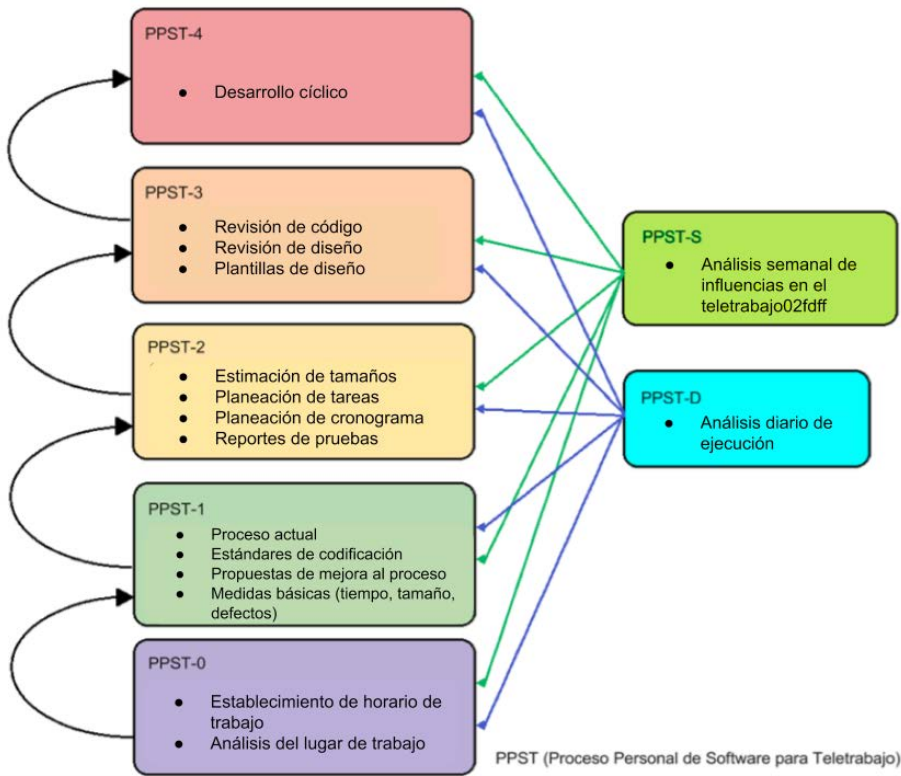 PPST-4
● Desarrollo cíclico
PPST-3
● Revisión de código
● Revisión de diseño
● Plantillas de diseño
PPST-2
● Estimación de tamaños
● Planeación de tareas
● Planeación de cronograma
● Reportes de pruebas
PPST-1
● Proceso actual
● Estándares de codificación
● Propuestas de mejora al proceso
● Medidas básicas (tiempo, tamaño,
defectos)
PPST-0
● Establecimiento de horario de
trabajo
● Análisis del lugar de trabajo
PPST-S
● Análisis semanal de
influencias en el
teletrabajo02fdff
PPST-D
● Análisis diario de
ejecución
PPST (Proceso Personal de Software para Teletrabajo)